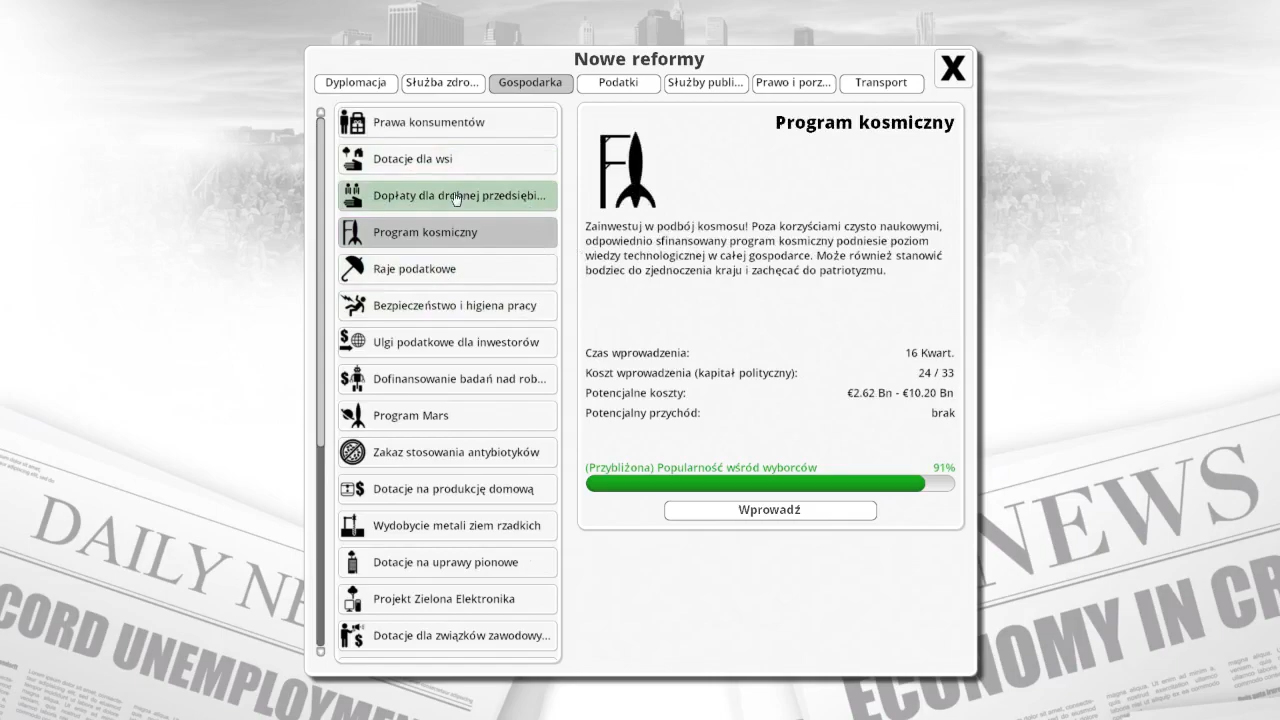 Nowe reformy
X
Dyplomacja
Służba zdro...
Gospodarka
Podatki
Służby publi...
Prawo i porz...
Transport
Prawa konsumentów
Dotacje dla wsi
Dopłaty dla drobnej przedsiębi...
Program kosmiczny
Raje podatkowe
Bezpieczeństwo i higiena pracy
Ulgi podatkowe dla inwestorów
Dofinansowanie badań nad rob...
Program Mars
Zakaz stosowania antybiotyków
Dotacje na produkcję domową
Wydobycie metali ziem rzadkich
Dotacje na uprawy pionowe
Projekt Zielona Elektronika
Dotacje dla związków zawodowy...
Program kosmiczny
Zainwestuj w podbój kosmosu! Poza korzyściami czysto naukowymi,
odpowiednio sfinansowany program kosmiczny podniesie poziom
wiedzy technologicznej w całej gospodarce. Może również stanowić
bodziec do zjednoczenia kraju i zachęcać do patriotyzmu.
Czas wprowadzenia: 16 Kwart.
Koszt wprowadzenia (kapitał polityczny): 24 / 33
Potencjalne koszty: €2.62 Bn - €10.20 Bn
Potencjalny przychód: brak
(Przybliżona) Popularność wśród wyborców 91%
Wprowadź
DAILY NE
CORD UNEMPLOYM
NEWS
ECONOMY IN CR